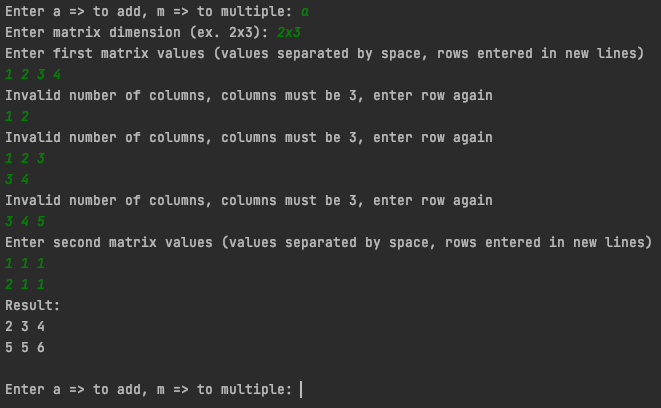 Enter a => to add, m => to multiple: a
Enter matrix dimension (ex. 2x3): 2x3
Enter first matrix values (values separated by space, rows entered in new lines)
1 2 3 4
Invalid number of columns, columns must be 3, enter row again
1 2
Invalid number of columns, columns must be 3, enter row again
1 2 3
3 4
Invalid number of columns, columns must be 3, enter row again
3 4 5
Enter second matrix values (values separated by space, rows entered in new lines)
1 1 1
2 1 1
Result:
2 3 4
5 5 6
Enter a => to add, m => to multiple: